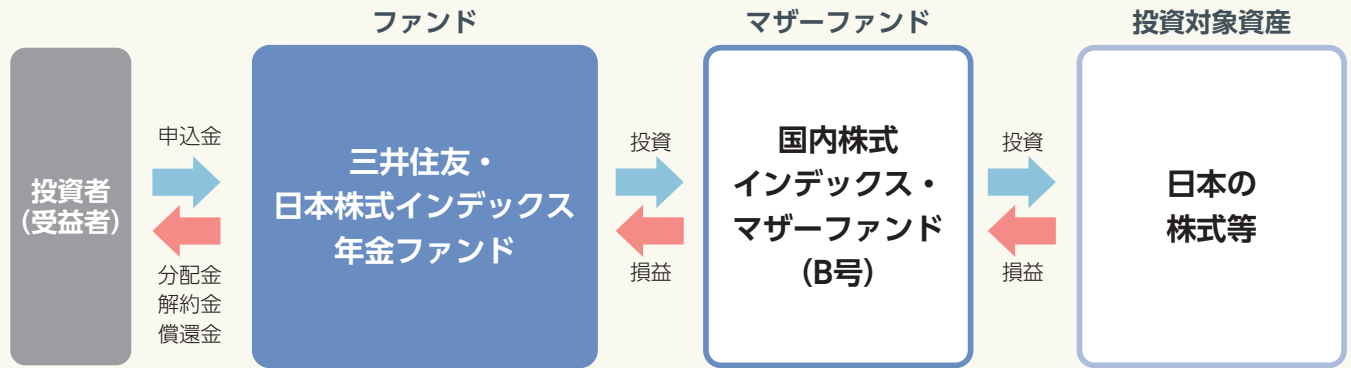 ファンド
マザーファンド
投資対象資産
投資者
(受益者)
申込金
分配金
解約金
償還金
三井住友・
日本株式インデックス
年金ファンド
投資
損益
国内株式
インデックス・
マザーファンド
(B号)
投資
損益
日本の
株式等